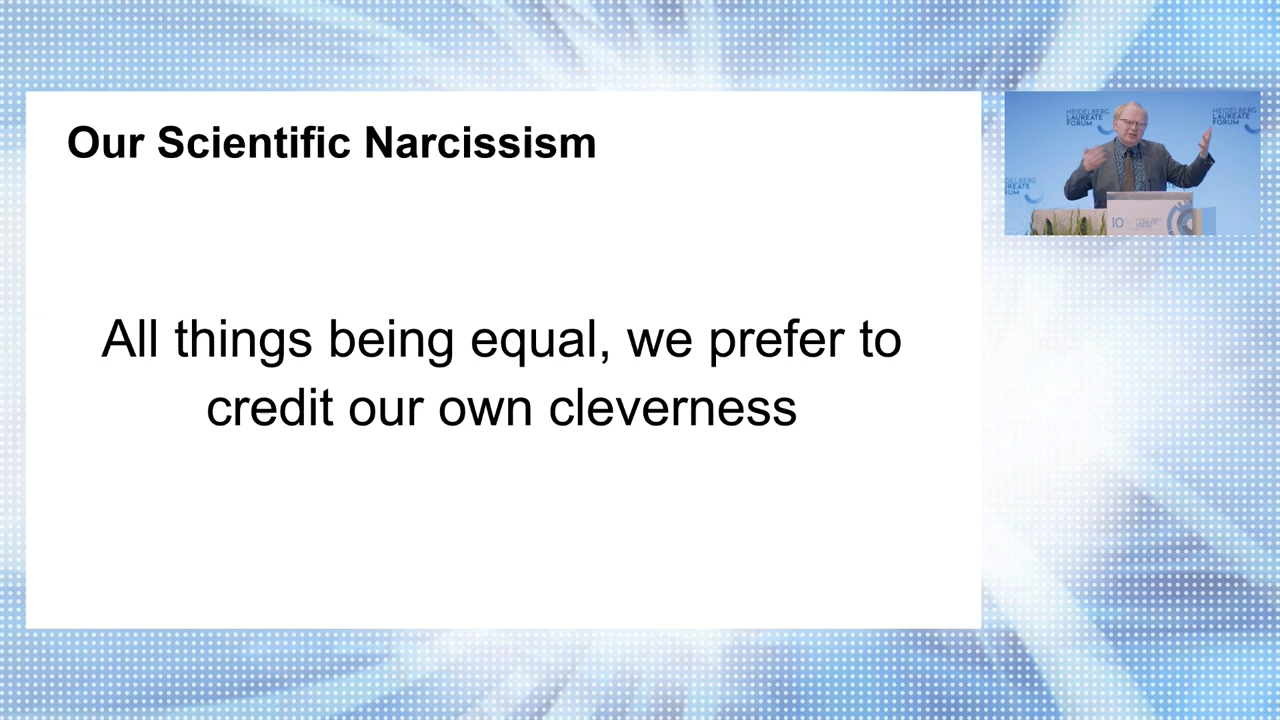 Our Scientific Narcissism
All things being equal, we prefer to
credit our own cleverness
HEIDELBERG
LAUREATE
FORUM
HEIDELBERG
LAUREATE
FORUM
10